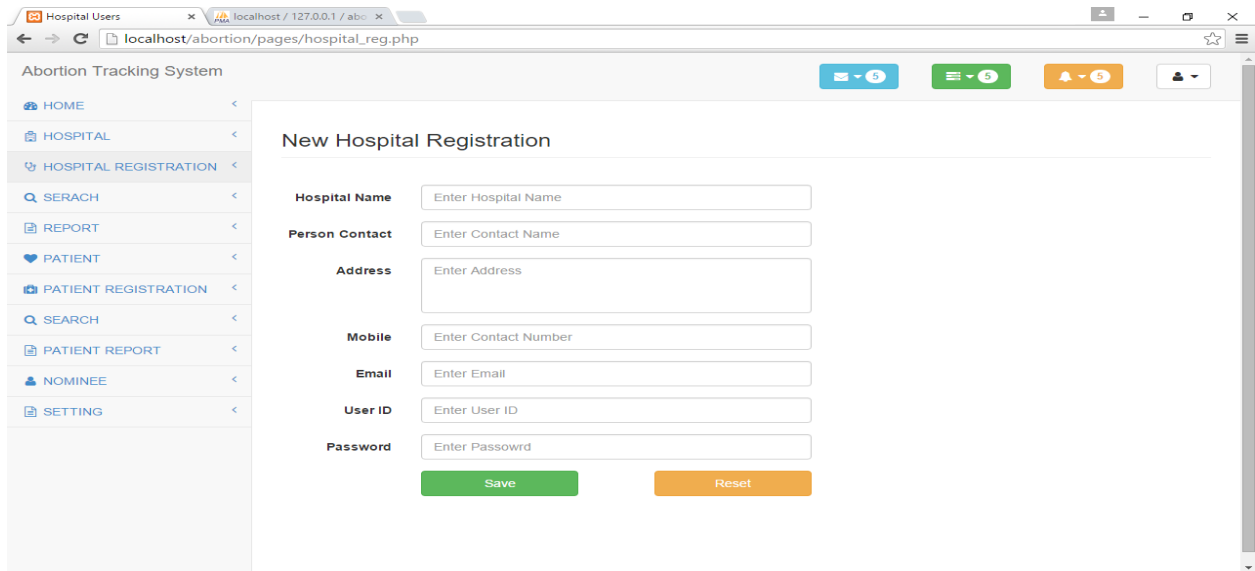 Hospital Users
localhost / 127.0.0.1 / abo
localhost/abortion/pages/hospital_reg.php
Abortion Tracking System
5
5
5
HOME
HOSPITAL
HOSPITAL REGISTRATION
SERACH
REPORT
PATIENT
PATIENT REGISTRATION
SEARCH
PATIENT REPORT
NOMINEE
SETTING
New Hospital Registration
Hospital Name Enter Hospital Name
Person Contact Enter Contact Name
Address Enter Address
Mobile Enter Contact Number
Email Enter Email
User ID Enter User ID
Password Enter Passowrd
Save Reset